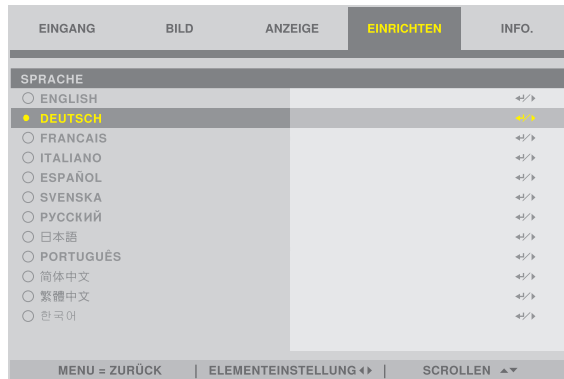 EINGANG BILD ANZEIGE EINRICHTEN INFO.
SPRACHE
ENGLISH
DEUTSCH
FRANCAIS
ITALIANO
ESPAÑOL
SVENSKA
РУССКИЙ
日本語
PORTUGUÊS
简体中文
繁體中文
한국어
MENU = ZURÜCK | ELEMENTEINSTELLUNG | SCROLLEN